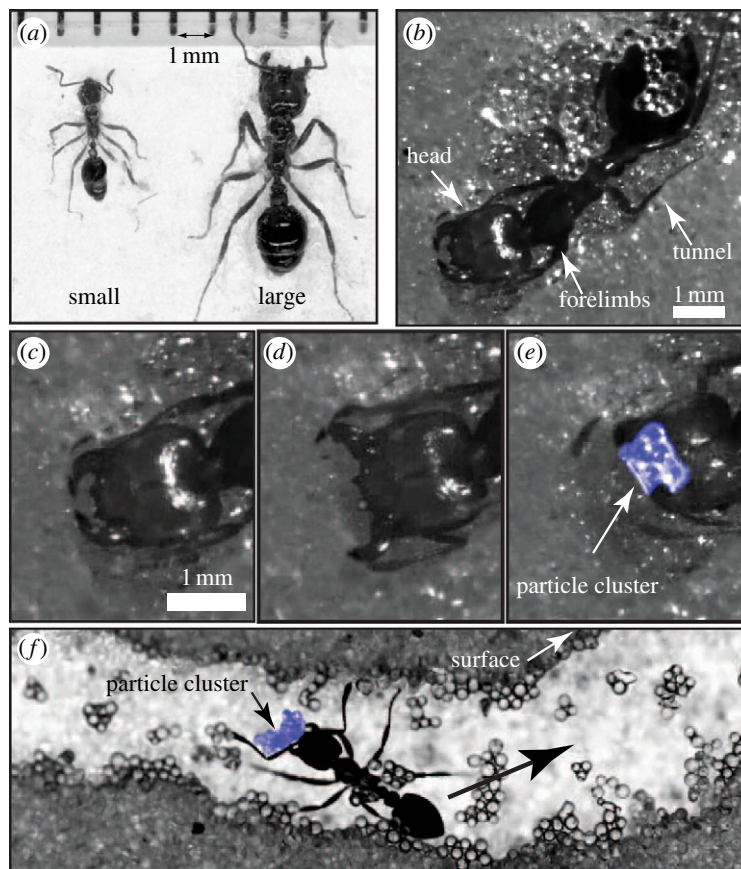 (a)
1 mm
small
large
(b)
head
tunnel
forelimbs
1 mm
(c)
1 mm
(d)
(e)
particle cluster
(f)
surface
particle cluster